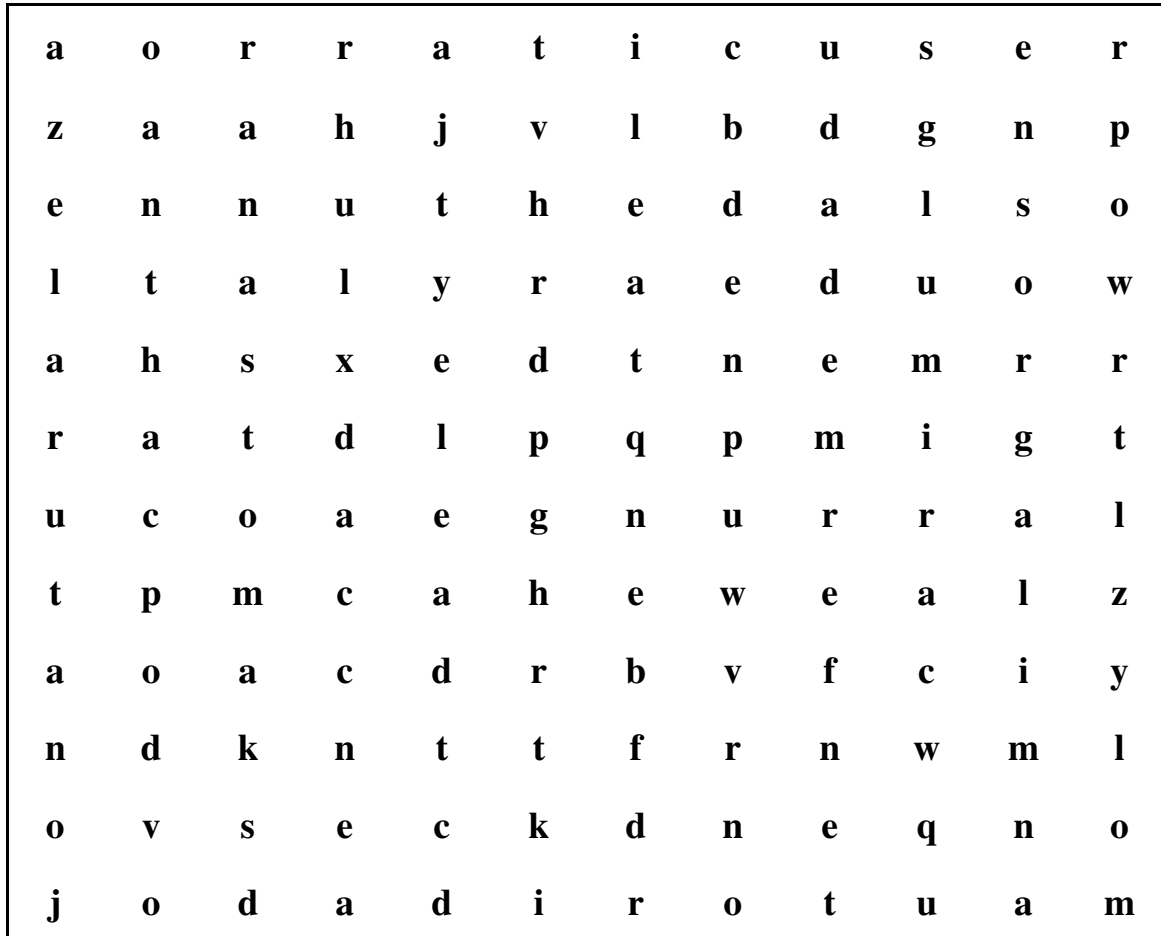 a o r r a t i c u s e r
z a a h j v l b d g n p
e n n u t h e d a l s o
l t a l y r a e d u o w
a h s x e d t n e m r r
r a t d l p q p m i g t
u c o a e g n u r r a l
t p m c a h e w e a l z
a o a c d r b v f c i y
n d k n t t f r n w m l
o v s e c k d n e q n o
j o d a d i r o t u a m